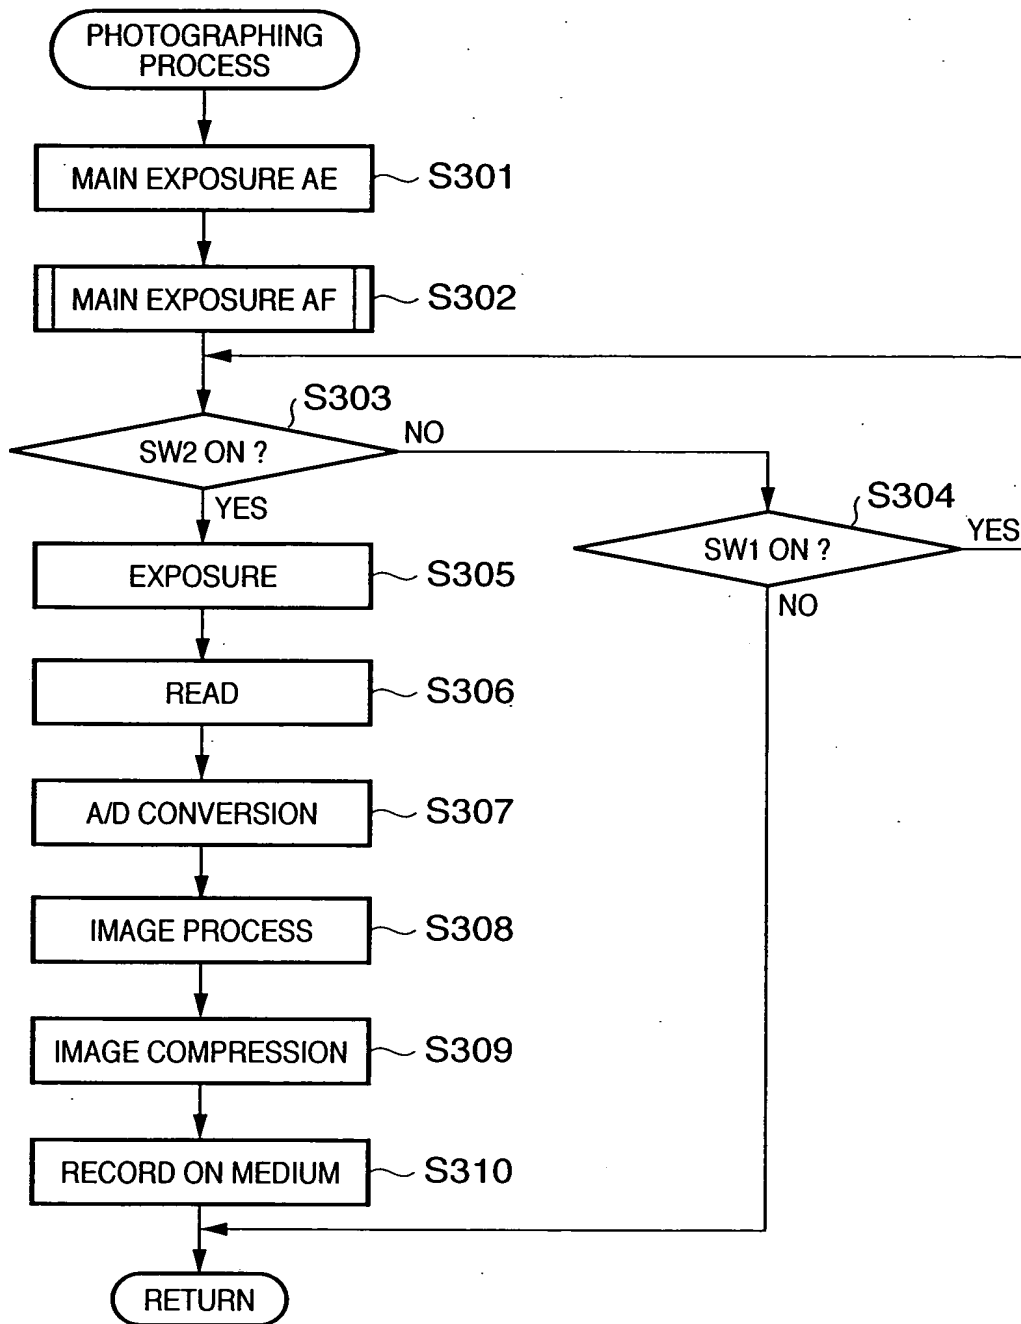 PHOTOGRAPHING
PROCESS
MAIN EXPOSURE AE
S301
MAIN EXPOSURE AF
S302
S303
SW2 ON ?
NO
YES
S304
SW1 ON ?
YES
NO
EXPOSURE
S305
READ
S306
A/D CONVERSION
S307
IMAGE PROCESS
S308
IMAGE COMPRESSION
S309
RECORD ON MEDIUM
S310
RETURN